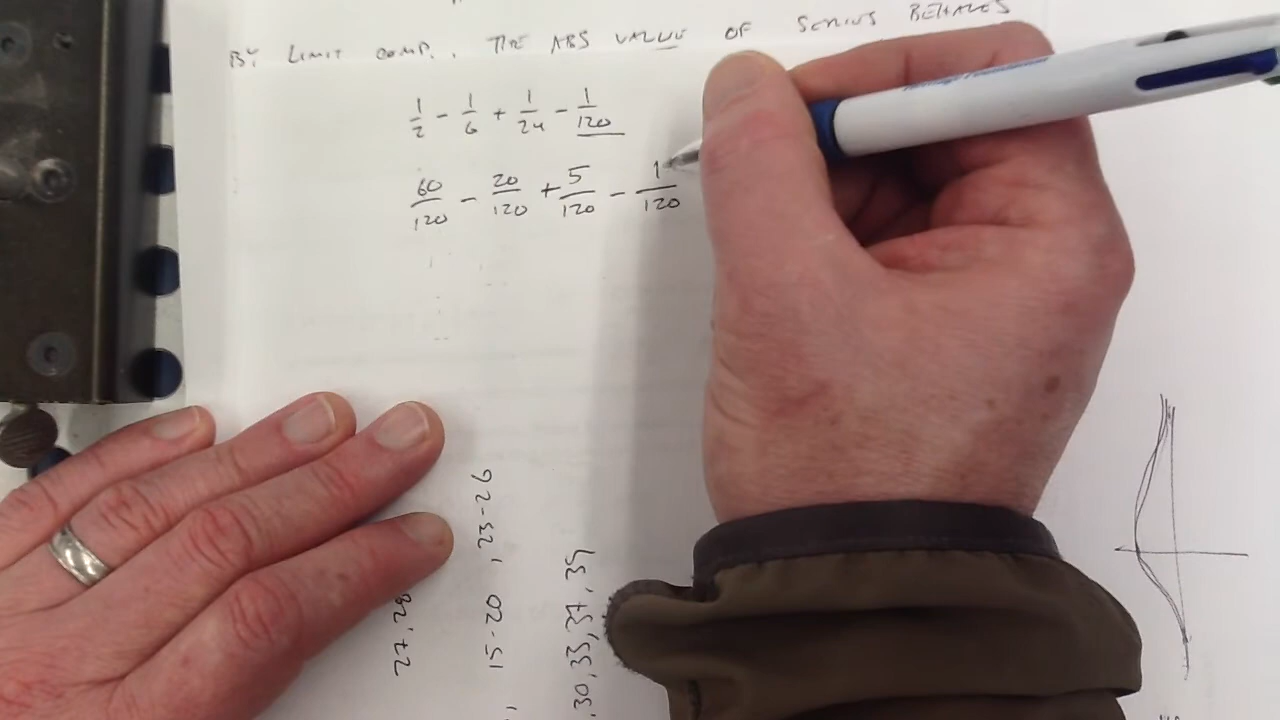 BY LIMIT COMP., THE ABS VALUE OF SERIES BEHAVES
1/2 - 1/6 + 1/24 - 1/120
60/120 - 20/120 + 5/120 - 1/120
27, 28
15-20, 23-26
30, 33, 37, 39